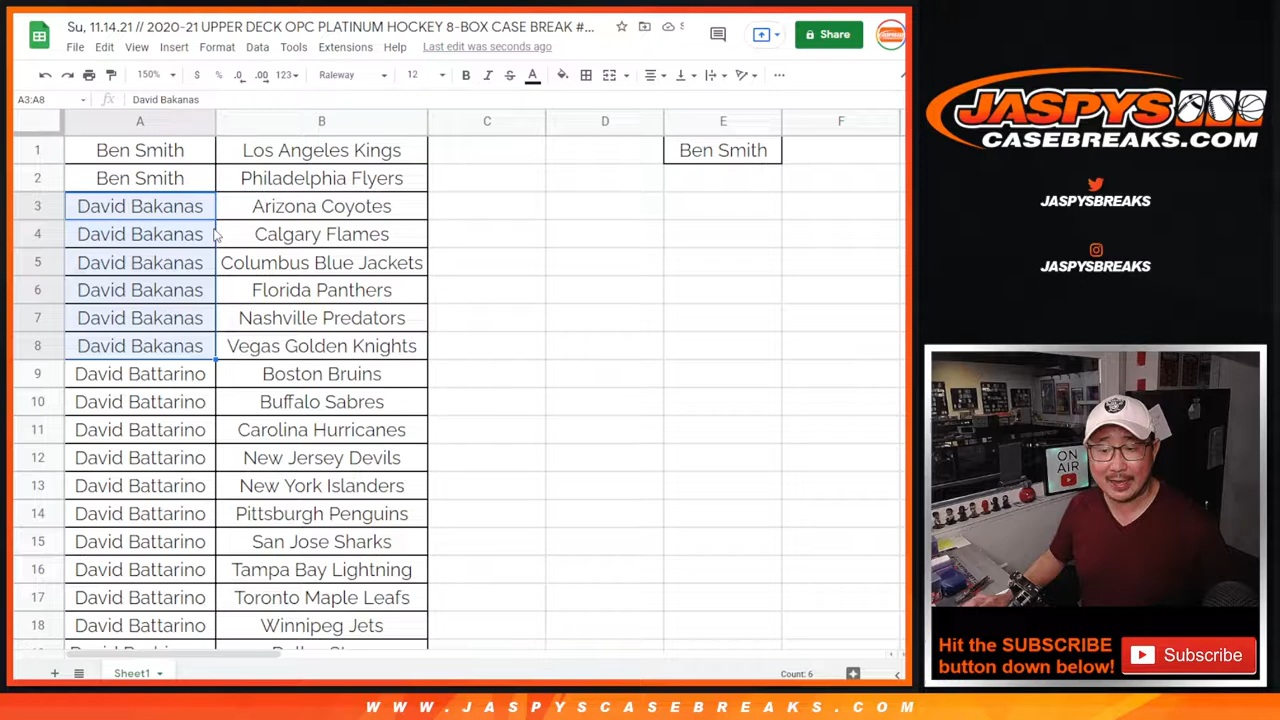 Su, 11.14.21 // 2020-21 UPPER DECK OPC PLATINUM HOCKEY 8-BOX CASE BREAK #...
File Edit View Insert Format Data Tools Extensions Help Last edit was seconds ago
Share
150% $ % .0 .00 123 Raleway 12 B I S A
A3:A8 fx David Bakanas
A B C D E F
1 Ben Smith Los Angeles Kings Ben Smith
2 Ben Smith Philadelphia Flyers
3 David Bakanas Arizona Coyotes
4 David Bakanas Calgary Flames
5 David Bakanas Columbus Blue Jackets
6 David Bakanas Florida Panthers
7 David Bakanas Nashville Predators
8 David Bakanas Vegas Golden Knights
9 David Battarino Boston Bruins
10 David Battarino Buffalo Sabres
11 David Battarino Carolina Hurricanes
12 David Battarino New Jersey Devils
13 David Battarino New York Islanders
14 David Battarino Pittsburgh Penguins
15 David Battarino San Jose Sharks
16 David Battarino Tampa Bay Lightning
17 David Battarino Toronto Maple Leafs
18 David Battarino Winnipeg Jets
Sheet1 Count: 6
JASPYS
CASEBREAKS.COM
JASPYSBREAKS
JASPYSBREAKS
ON
AIR
Hit the SUBSCRIBE
button down below!
Subscribe
WWW.JASPYSCASEBREAKS.COM